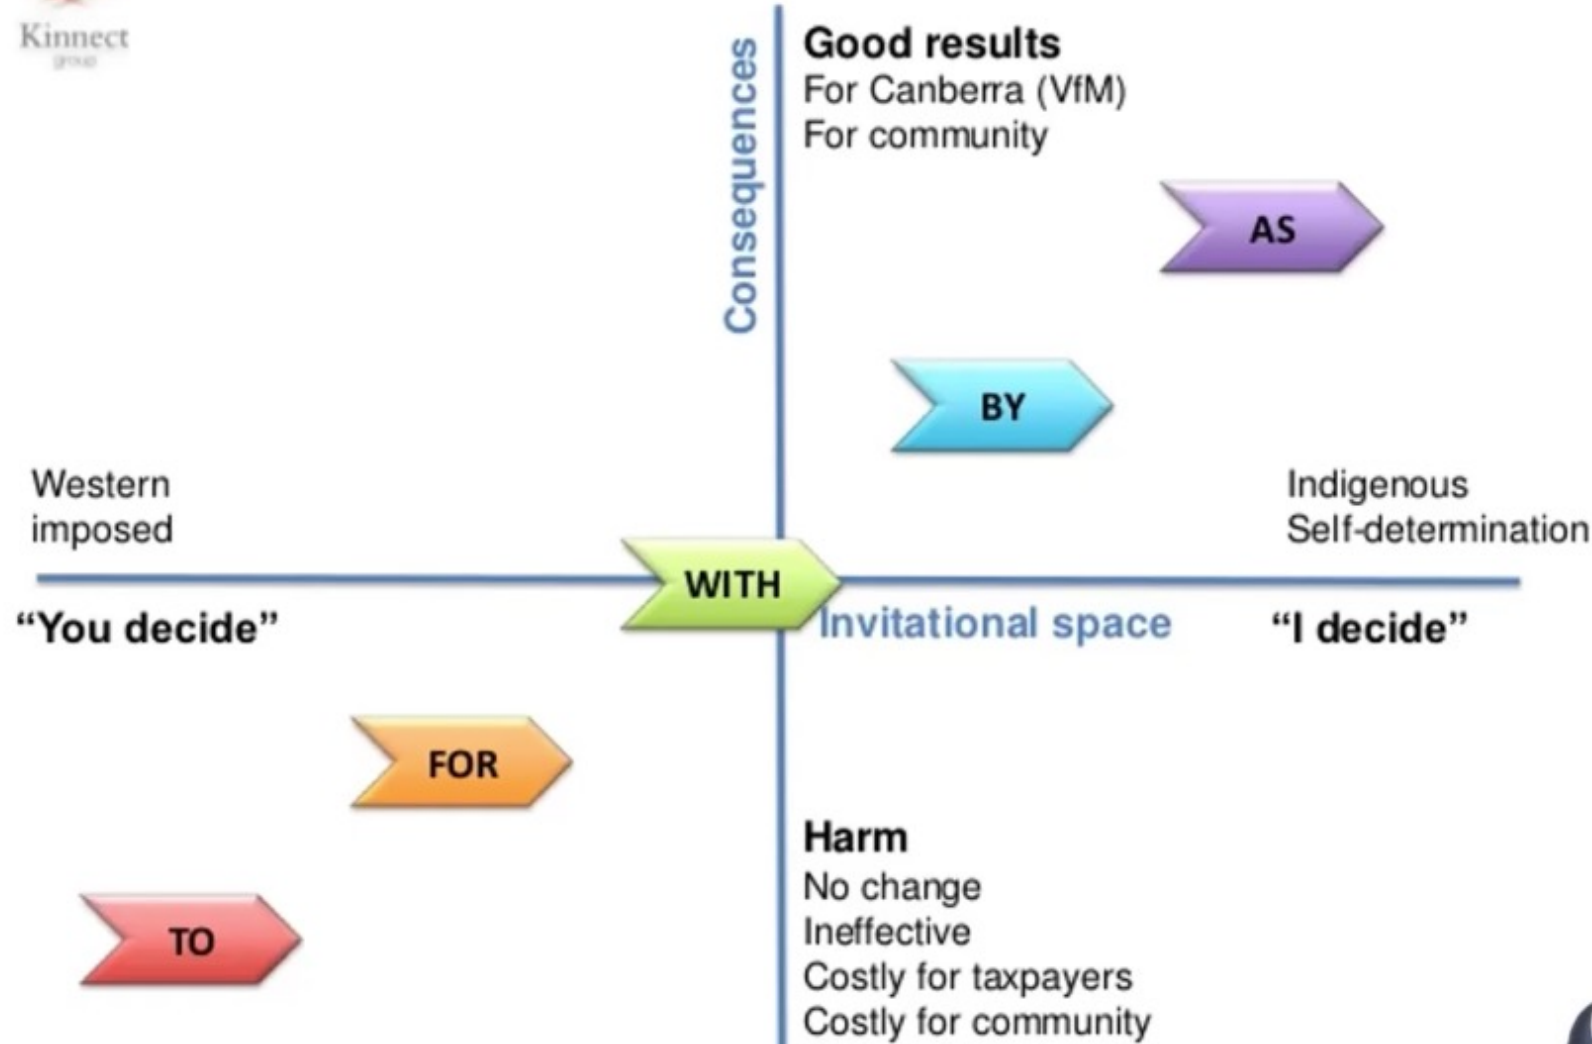 Kinnect
group
Consequences
Good results
For Canberra (VfM)
For community
AS
BY
Western
imposed
Indigenous
Self-determination
WITH
"You decide"
Invitational space
"I decide"
FOR
TO
Harm
No change
Ineffective
Costly for taxpayers
Costly for community